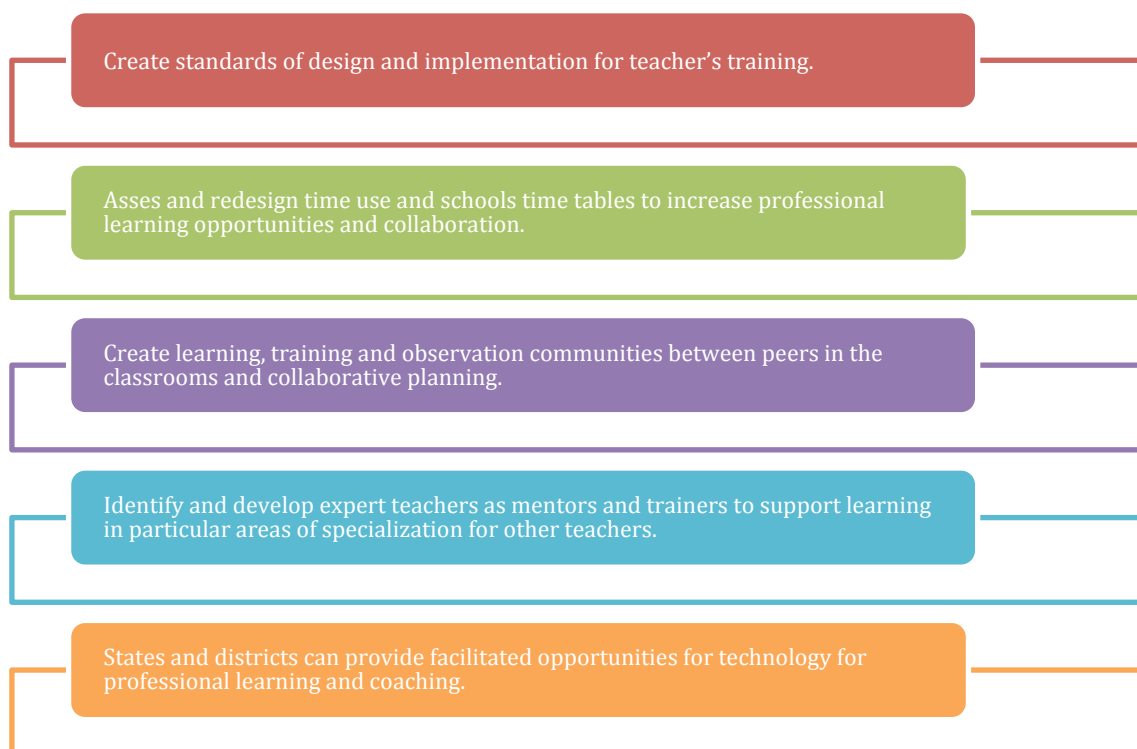 Create standards of design and implementation for teacher’s training.
Asses and redesign time use and schools time tables to increase professional
learning opportunities and collaboration.
Create learning, training and observation communities between peers in the
classrooms and collaborative planning.
Identify and develop expert teachers as mentors and trainers to support learning
in particular areas of specialization for other teachers.
States and districts can provide facilitated opportunities for technology for
professional learning and coaching.